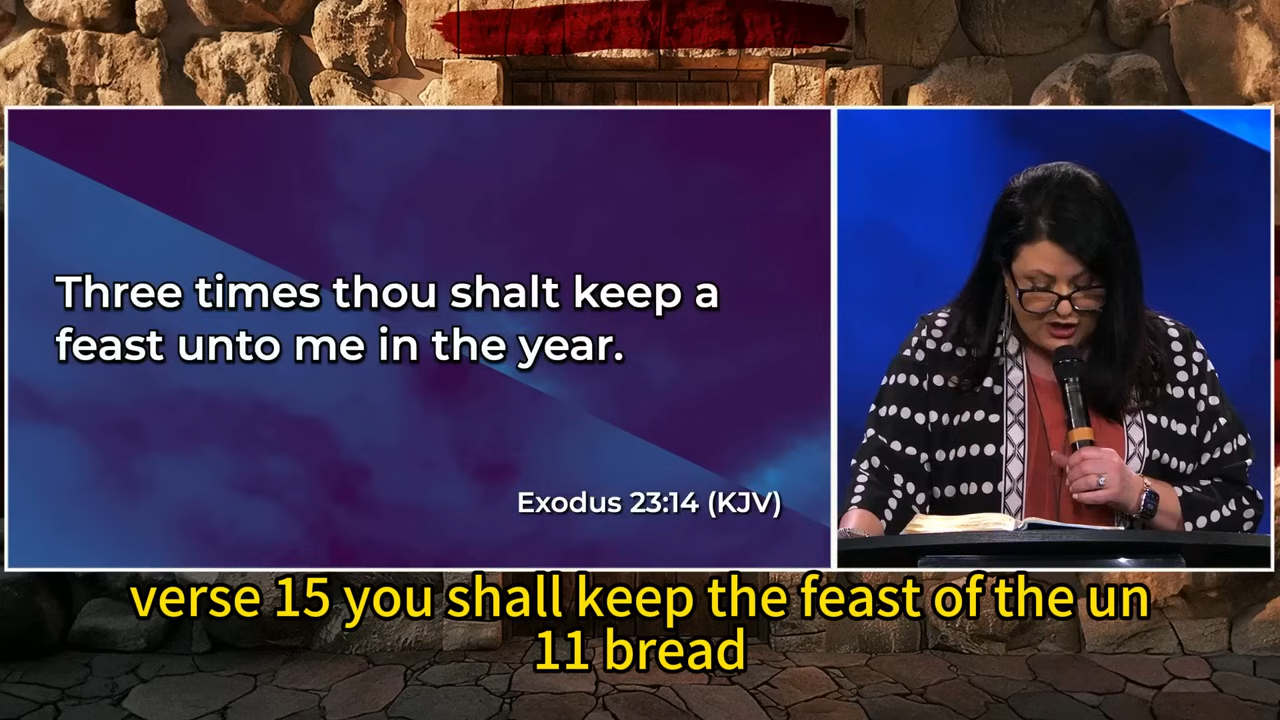 Three times thou shalt keep a
feast unto me in the year.
Exodus 23:14 (KJV)
verse 15 you shall keep the feast of the un
11 bread